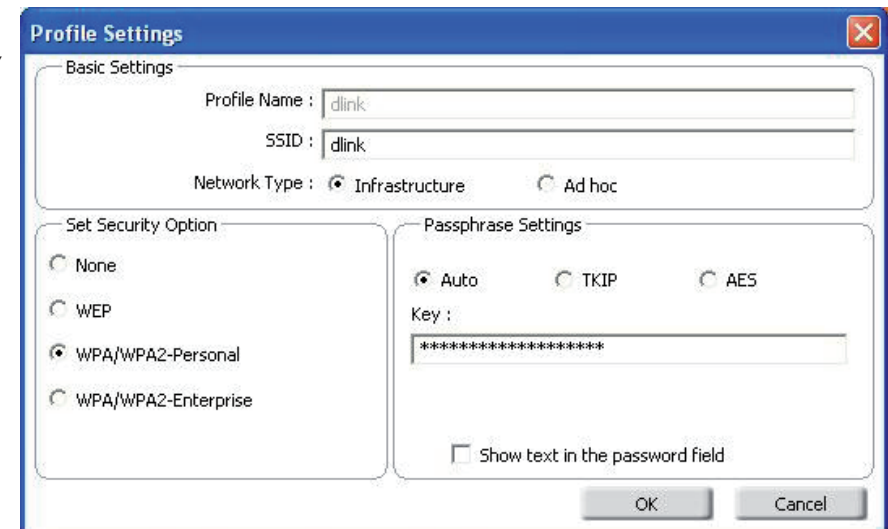 Profile Settings
Basic Settings
Profile Name : dlink
SSID : dlink
Network Type : Infrastructure Ad hoc
Set Security Option
None
WEP
WPA/WPA2-Personal
WPA/WPA2-Enterprise
Passphrase Settings
Auto TKIP AES
Key :
*******************
Show text in the password field
OK Cancel